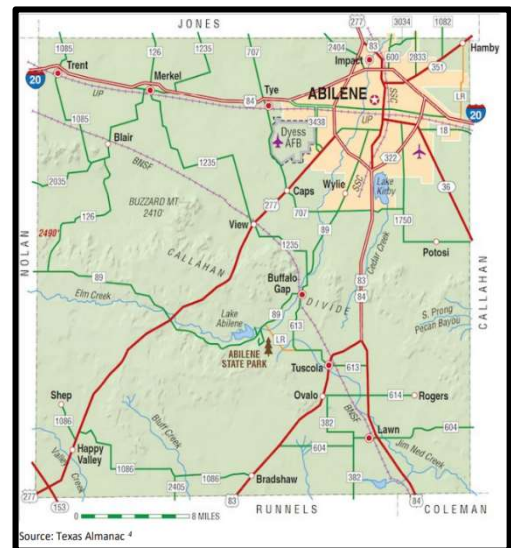 JONES
277
83
3034
1082
Hamby
1085
126
1235
707
2404
Impact
600
2833
351
Trent
Merkel
Tye
ABILENE
LR
20
UP
84
SSC
20
1085
Dyess
AFB
3438
UP
18
Blair
BNSF
322
2035
1235
Caps
Wylie
SSC
Lake
Kirby
36
126
BUZZARD MT
2410'
277
707
1750
2490'
View
89
Potosi
NOLAN
CALLAHAN
1235
Cedar Creek
CALLAHAN
89
Buffalo
Gap
DIVIDE
83
84
Elm Creek
Lake
Abilene
89
613
S. Prong
Pecan Bayou
ABILENE
STATE PARK
LR
Tuscola
613
Shep
Ovalo
614
Rogers
BNSF
1086
Bluff Creek
382
Lawn
604
Happy
Valley
Valley
Creek
604
Jim Ned Creek
1086
1086
382
277
153
2405
Bradshaw
83
84
0
8 MILES
RUNNELS
COLEMAN
Source: Texas Almanac ⁴